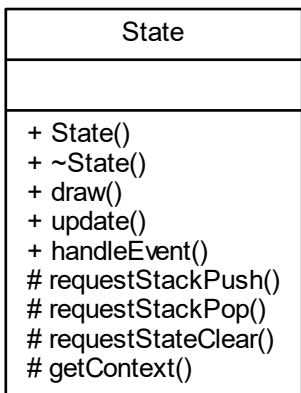 State
+ State()
+ ~State()
+ draw()
+ update()
+ handleEvent()
# requestStackPush()
# requestStackPop()
# requestStateClear()
# getContext()